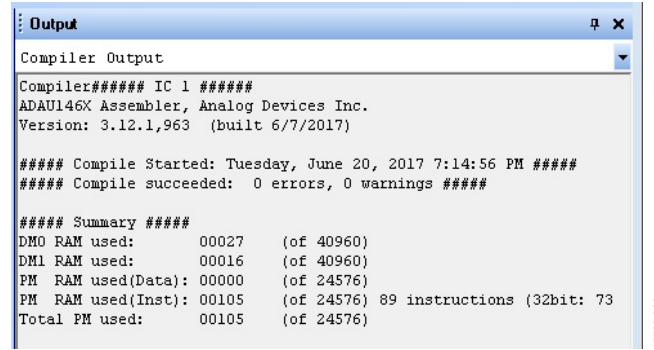 Output
Compiler Output
Compiler###### IC 1 ######
ADAU146X Assembler, Analog Devices Inc.
Version: 3.12.1,963  (built 6/7/2017)
##### Compile Started: Tuesday, June 20, 2017 7:14:56 PM #####
##### Compile succeeded:  0 errors, 0 warnings #####
##### Summary #####
DM0 RAM used:        00027    (of 40960)
DM1 RAM used:        00016    (of 40960)
PM  RAM used(Data): 00000    (of 24576)
PM  RAM used(Inst): 00105    (of 24576) 89 instructions (32bit: 73
Total PM used:       00105    (of 24576)